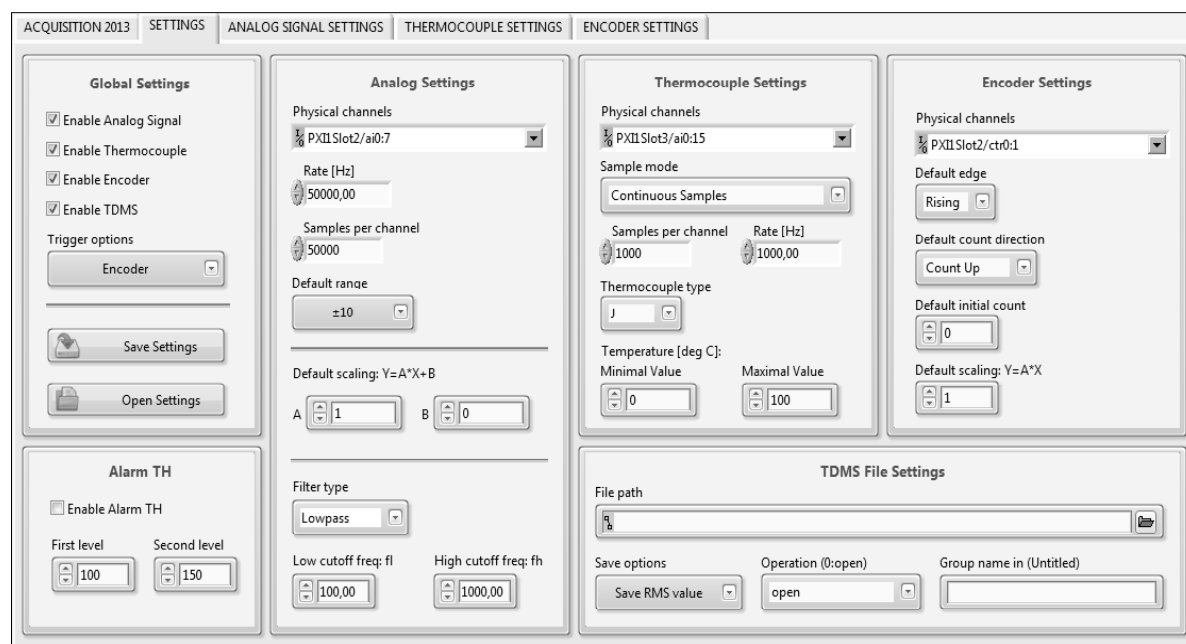 ACQUISITION 2013 SETTINGS ANALOG SIGNAL SETTINGS THERMOCOUPLE SETTINGS ENCODER SETTINGS
Global Settings
Enable Analog Signal
Enable Thermocouple
Enable Encoder
Enable TDMS
Trigger options
Encoder
Save Settings
Open Settings
Alarm TH
Enable Alarm TH
First level Second level
100 150
Analog Settings
Physical channels
PXI1Slot2/ai0:7
Rate [Hz]
50000,00
Samples per channel
50000
Default range
±10
Default scaling: Y=A*X+B
A 1 B 0
Filter type
Lowpass
Low cutoff freq: fl High cutoff freq: fh
100,00 1000,00
Thermocouple Settings
Physical channels
PXI1Slot3/ai0:15
Sample mode
Continuous Samples
Samples per channel Rate [Hz]
1000 1000,00
Thermocouple type
J
Temperature [deg C]:
Minimal Value Maximal Value
0 100
Encoder Settings
Physical channels
PXI1Slot2/ctr0:1
Default edge
Rising
Default count direction
Count Up
Default initial count
0
Default scaling: Y=A*X
1
TDMS File Settings
File path
Save options Operation (0:open) Group name in (Untitled)
Save RMS value open